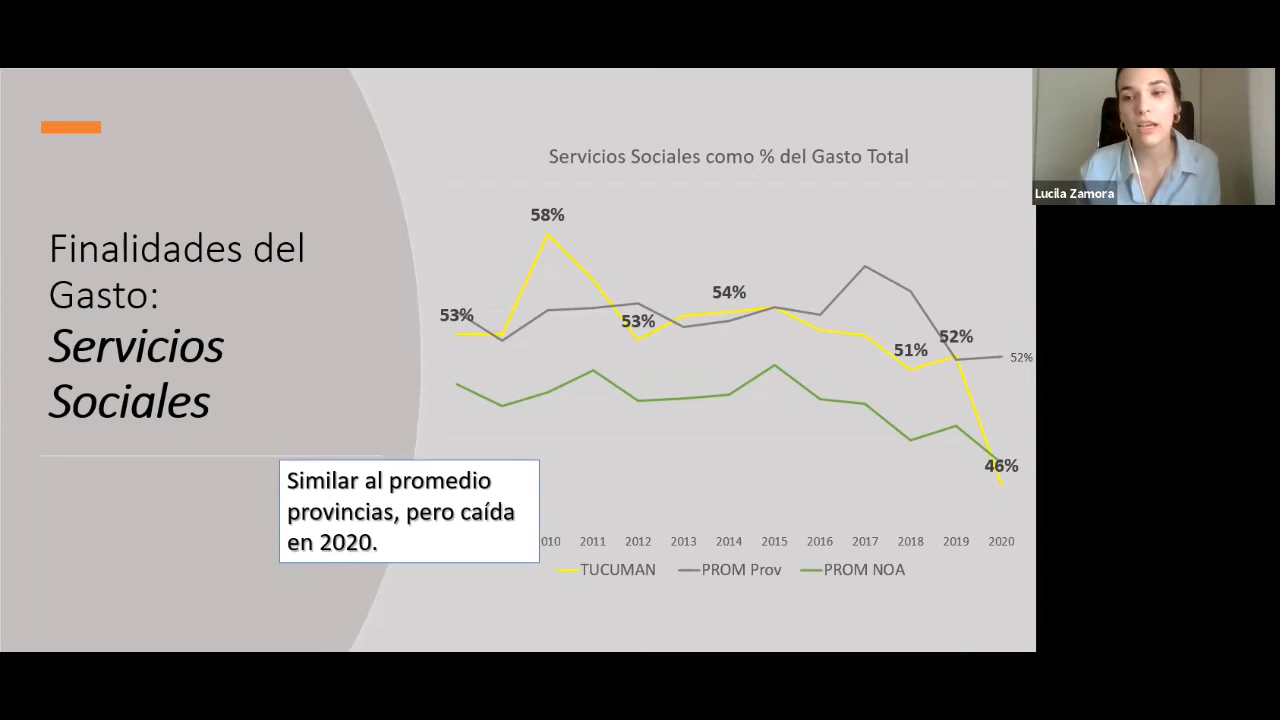 Servicios Sociales como % del Gasto Total
Lucila Zamora
Finalidades del
Gasto:
Servicios
Sociales
58%
53%
53%
54%
51%
52%
52%
46%
Similar al promedio
provincias, pero caída
en 2020.
010 2011 2012 2013 2014 2015 2016 2017 2018 2019 2020
TUCUMAN PROM Prov PROM NOA